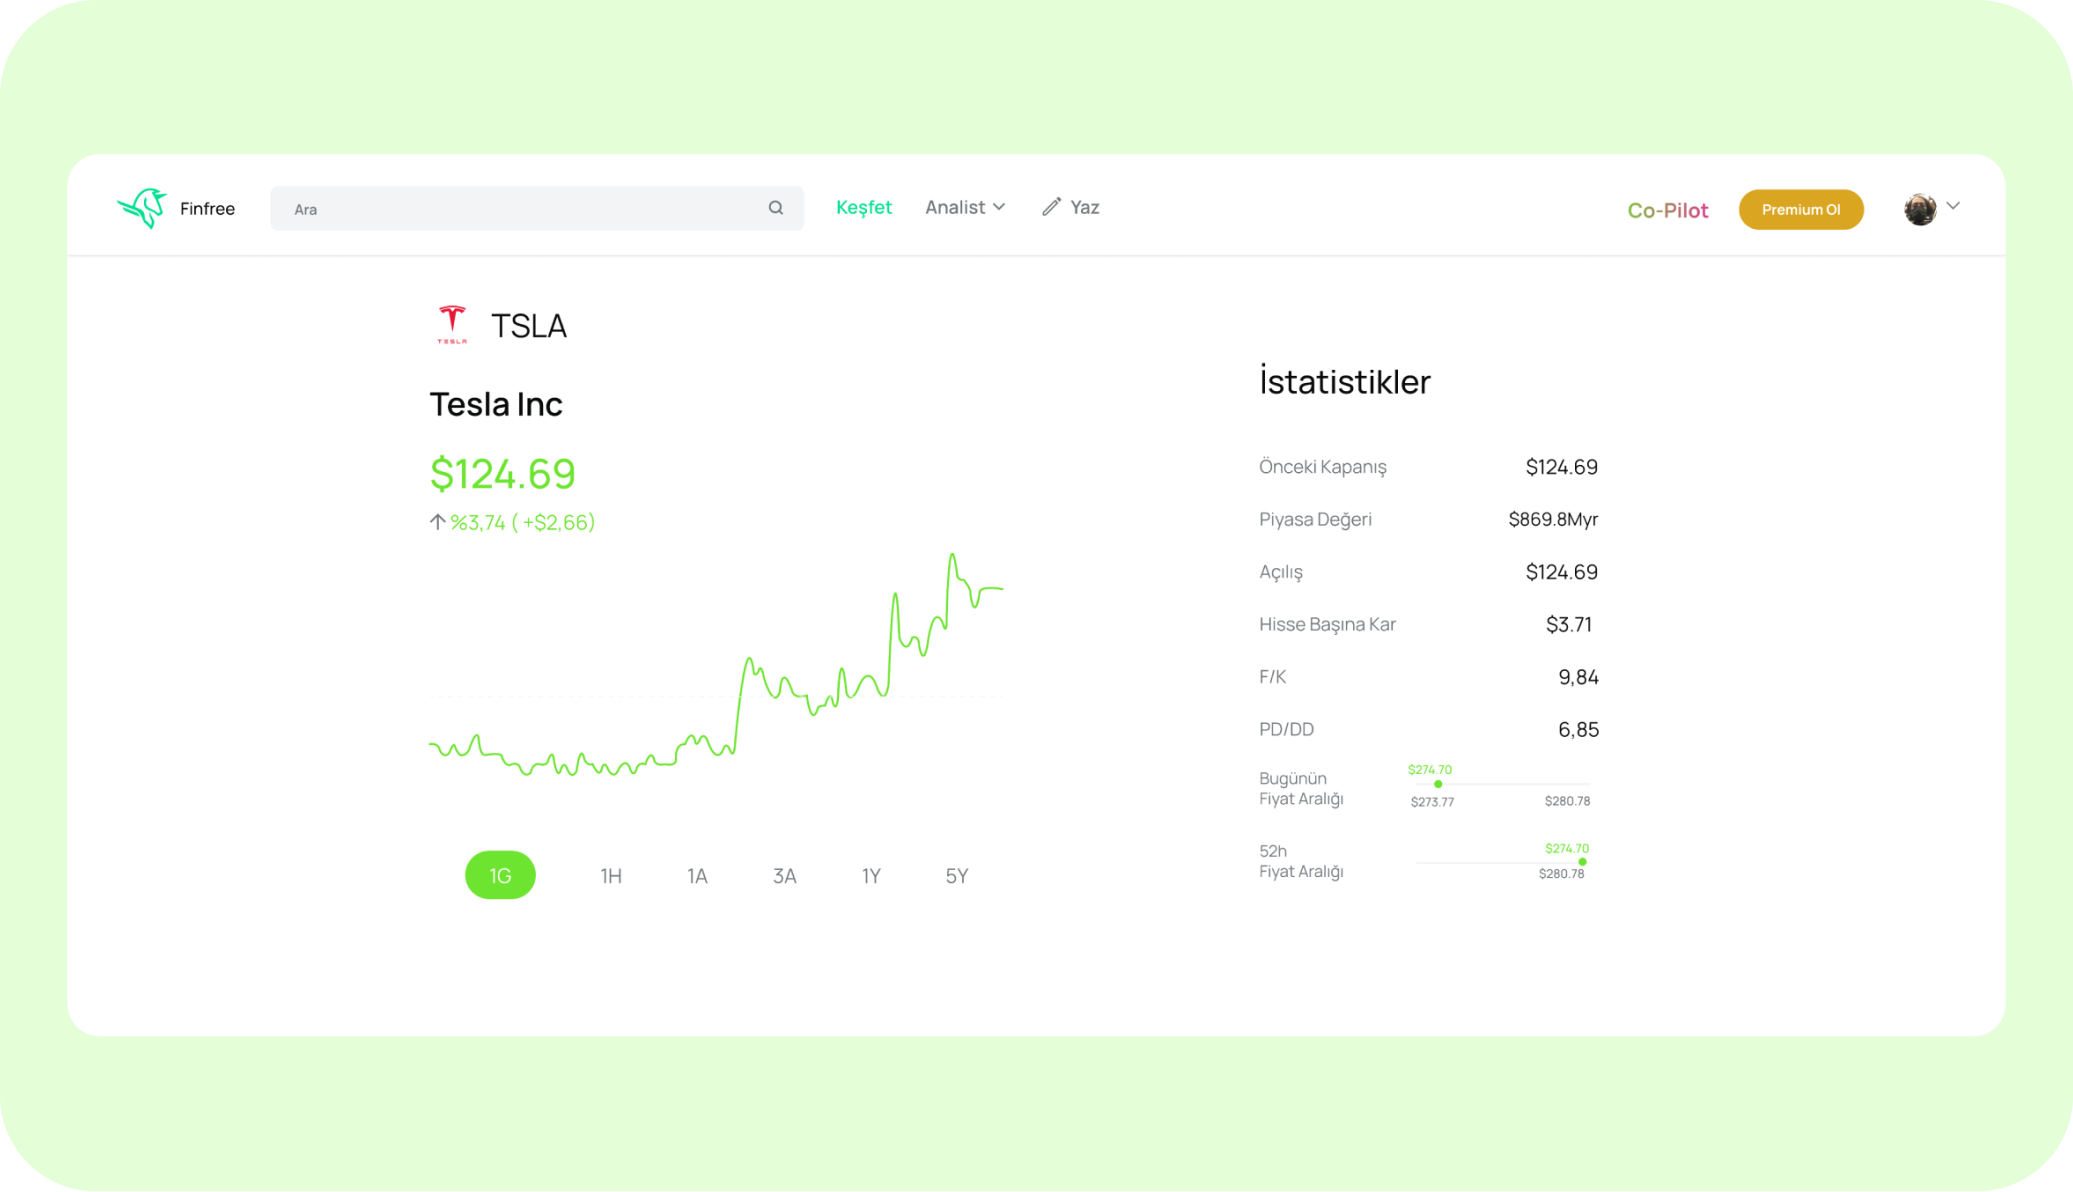 Finfree
Ara
Keşfet
Analist
Yaz
Co-Pilot
Premium Ol
TESLA
TSLA
Tesla Inc
$124.69
%3,74 ( +$2,66)
1G 1H 1A 3A 1Y 5Y
İstatistikler
Önceki Kapanış $124.69
Piyasa Değeri $869.8Myr
Açılış $124.69
Hisse Başına Kar $3.71
F/K 9,84
PD/DD 6,85
Bugünün
Fiyat Aralığı
$274.70
$273.77 $280.78
52h
Fiyat Aralığı
$274.70
$280.78